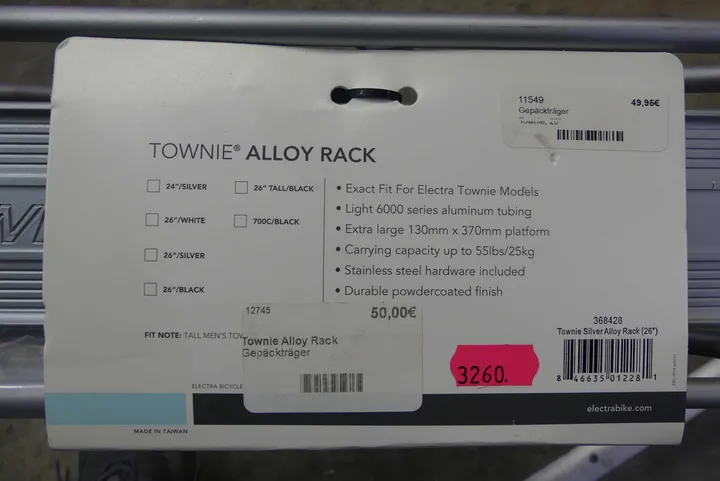 11549
49,95€
Gepäckträger
TOWNIE® ALLOY RACK
24"/SILVER
26" TALL/BLACK
26"/WHITE
700C/BLACK
26"/SILVER
26"/BLACK
• Exact Fit For Electra Townie Models
• Light 6000 series aluminum tubing
• Extra large 130mm x 370mm platform
• Carrying capacity up to 55lbs/25kg
• Stainless steel hardware included
• Durable powdercoated finish
FIT NOTE: TALL MEN'S
12745
50,00€
Townie Alloy Rack
Gepäckträger
3260.
368428
Townie Silver Alloy Rack (26")
8 46635 01228 1
ELECTRA BICYCLE
electrabike.com
MADE IN TAIWAN